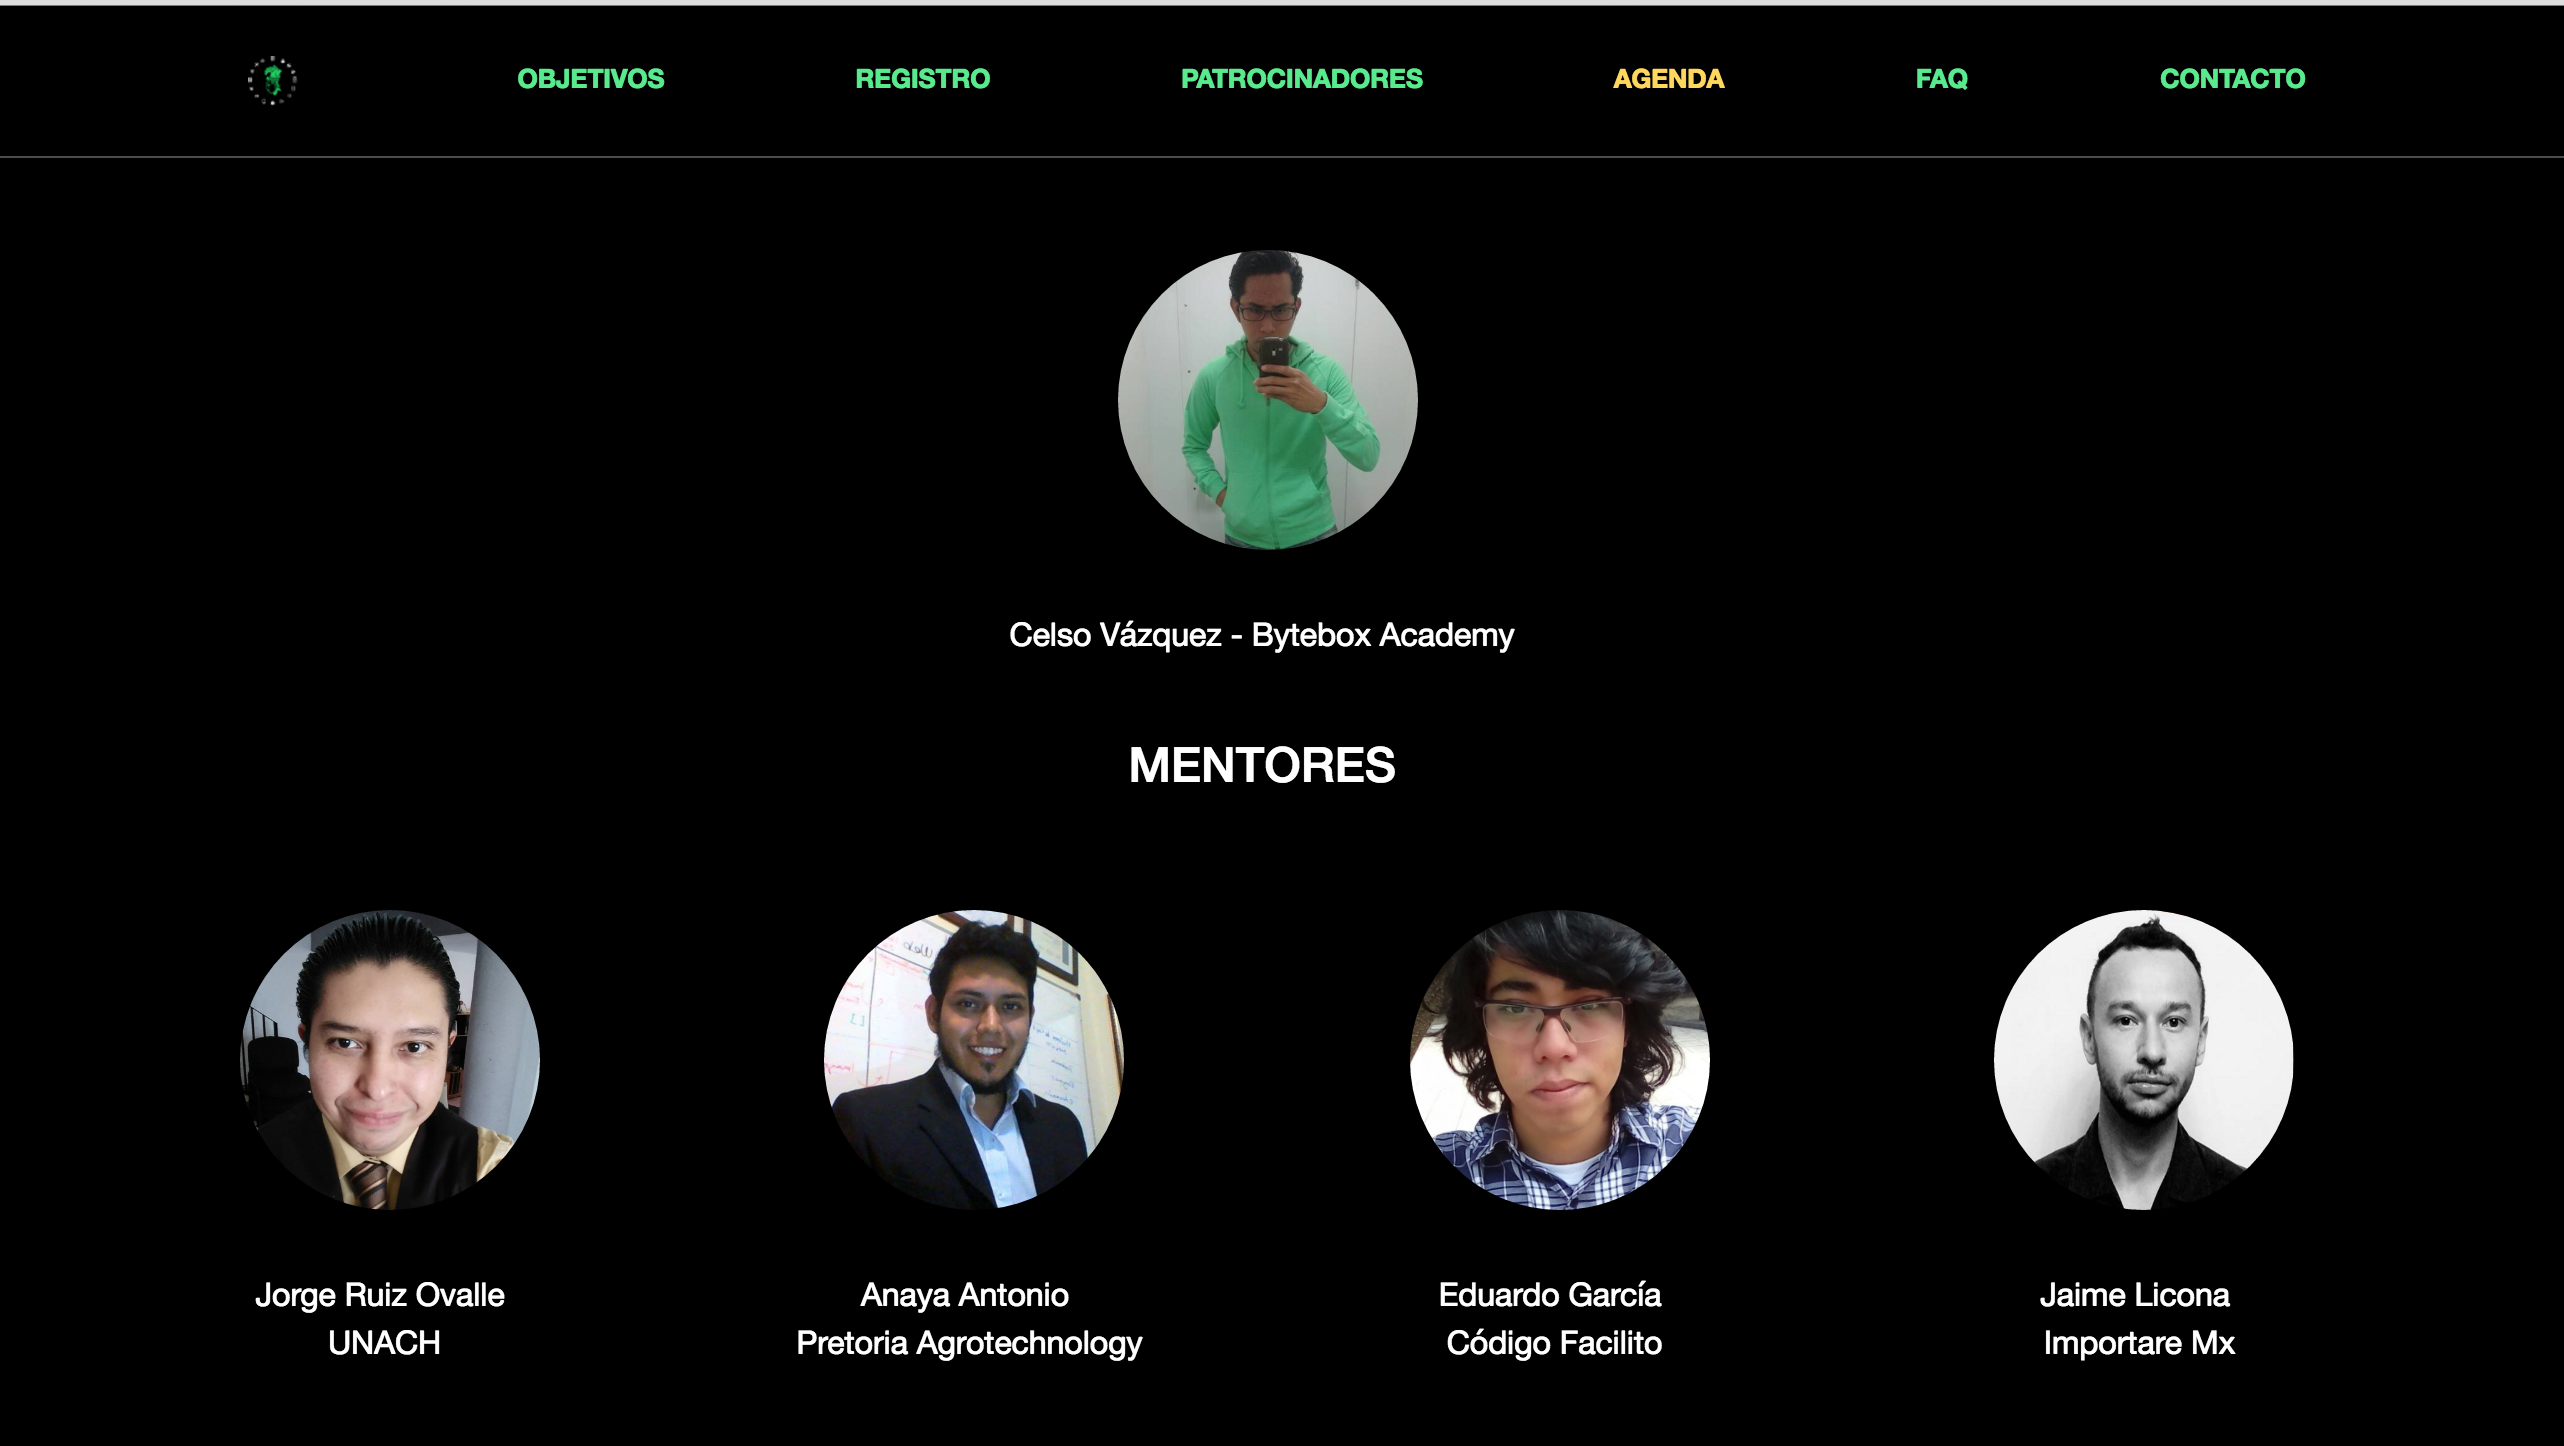 OBJETIVOS REGISTRO PATROCINADORES AGENDA FAQ CONTACTO
Celso Vázquez - Bytebox Academy
MENTORES
Jorge Ruiz Ovalle
UNACH
Anaya Antonio
Pretoria Agrotechnology
Eduardo García
Código Facilito
Jaime Licona
Importare Mx